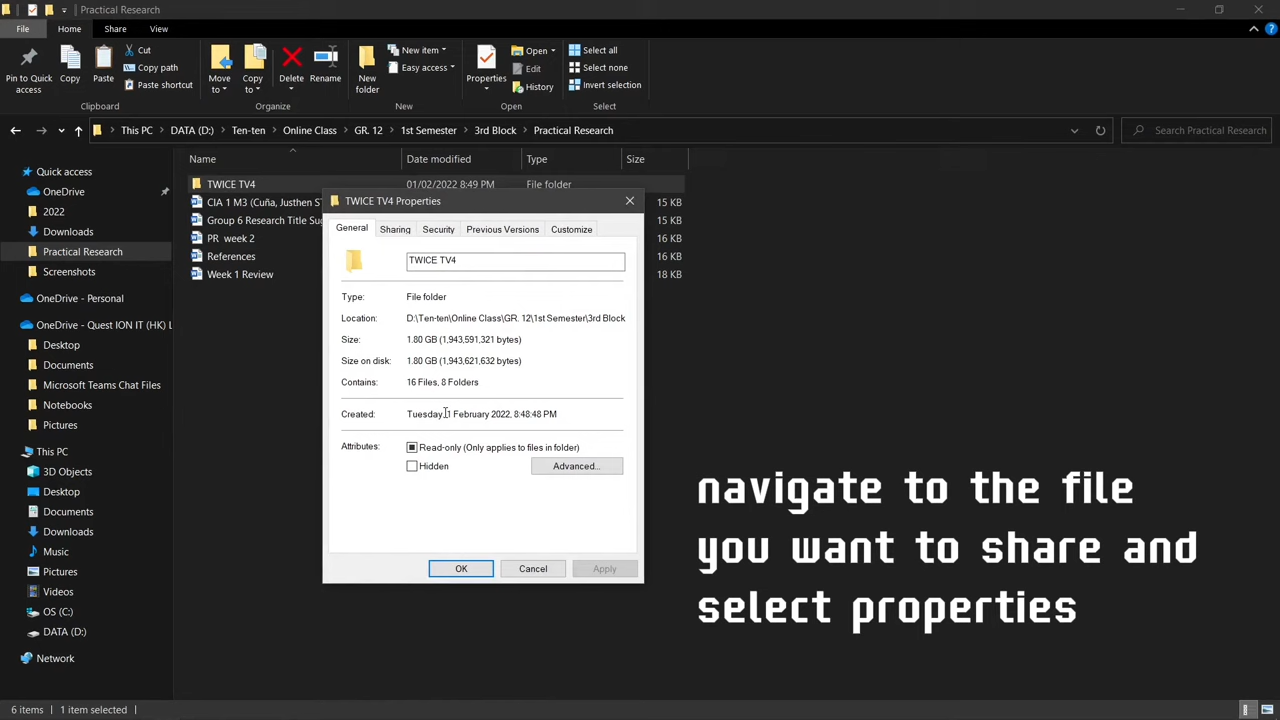 Practical Research
File Home Share View
Pin to Quick access
Copy
Paste
Cut
Copy path
Paste shortcut
Move to
Copy to
Delete
Rename
New folder
New item
Easy access
Properties
Open
Edit
History
Select all
Select none
Invert selection
Clipboard Organize New Open Select
This PC DATA (D:) Ten-ten Online Class GR. 12 1st Semester 3rd Block Practical Research
Search Practical Research
Name Date modified Type Size
TWICE TV4 01/02/2022 8:49 PM File folder
CIA 1 M3 (Cuña, Justhen 15 KB
Group 6 Research Title 15 KB
PR week 2 16 KB
References 16 KB
Week 1 Review 18 KB
Quick access
OneDrive
2022
Downloads
Practical Research
Screenshots
OneDrive - Personal
OneDrive - Quest ION IT (HK) L
Desktop
Documents
Microsoft Teams Chat Files
Notebooks
Pictures
This PC
3D Objects
Desktop
Documents
Downloads
Music
Pictures
Videos
OS (C:)
DATA (D:)
Network
TWICE TV4 Properties
General Sharing Security Previous Versions Customize
TWICE TV4
Type: File folder
Location: D:\Ten-ten\Online Class\GR. 12\1st Semester\3rd Block
Size: 1.80 GB (1,943,591,321 bytes)
Size on disk: 1.80 GB (1,943,621,632 bytes)
Contains: 16 Files, 8 Folders
Created: Tuesday, 1 February 2022, 8:48:48 PM
Attributes: Read-only (Only applies to files in folder)
Hidden Advanced...
OK Cancel Apply
navigate to the file
you want to share and
select properties
6 items 1 item selected